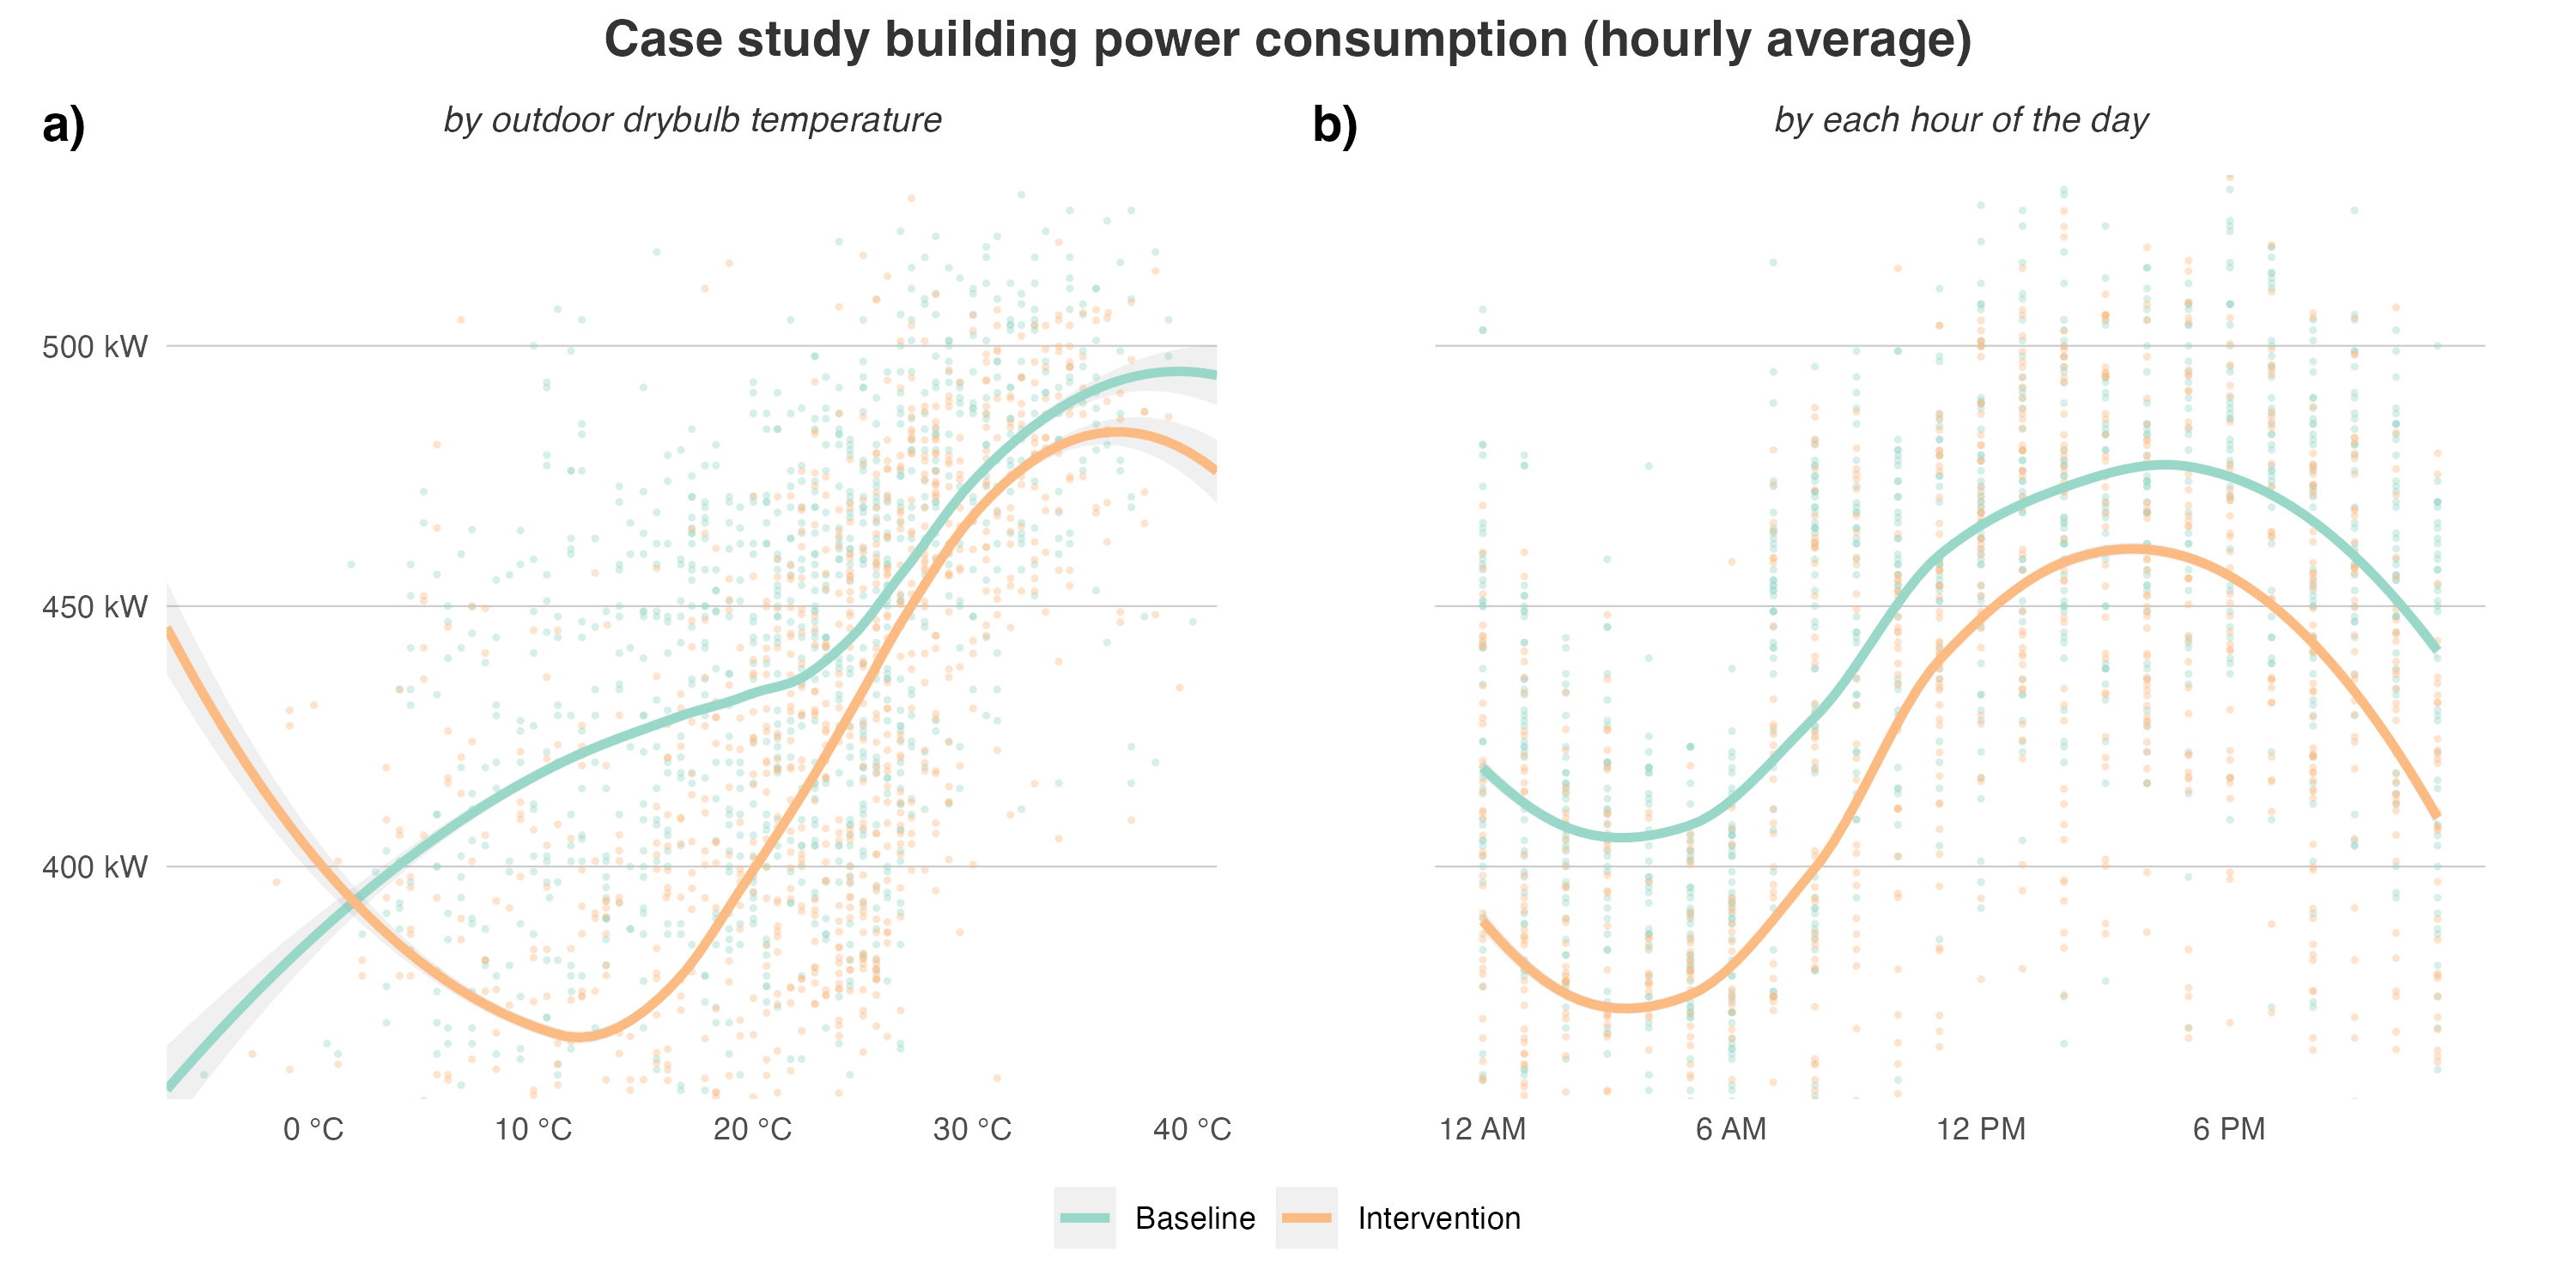 Case study building power consumption (hourly average)
a)
by outdoor drybulb temperature
500 kW
450 kW
400 kW
0 °C 10 °C 20 °C 30 °C 40 °C
b)
by each hour of the day
12 AM 6 AM 12 PM 6 PM
Baseline Intervention